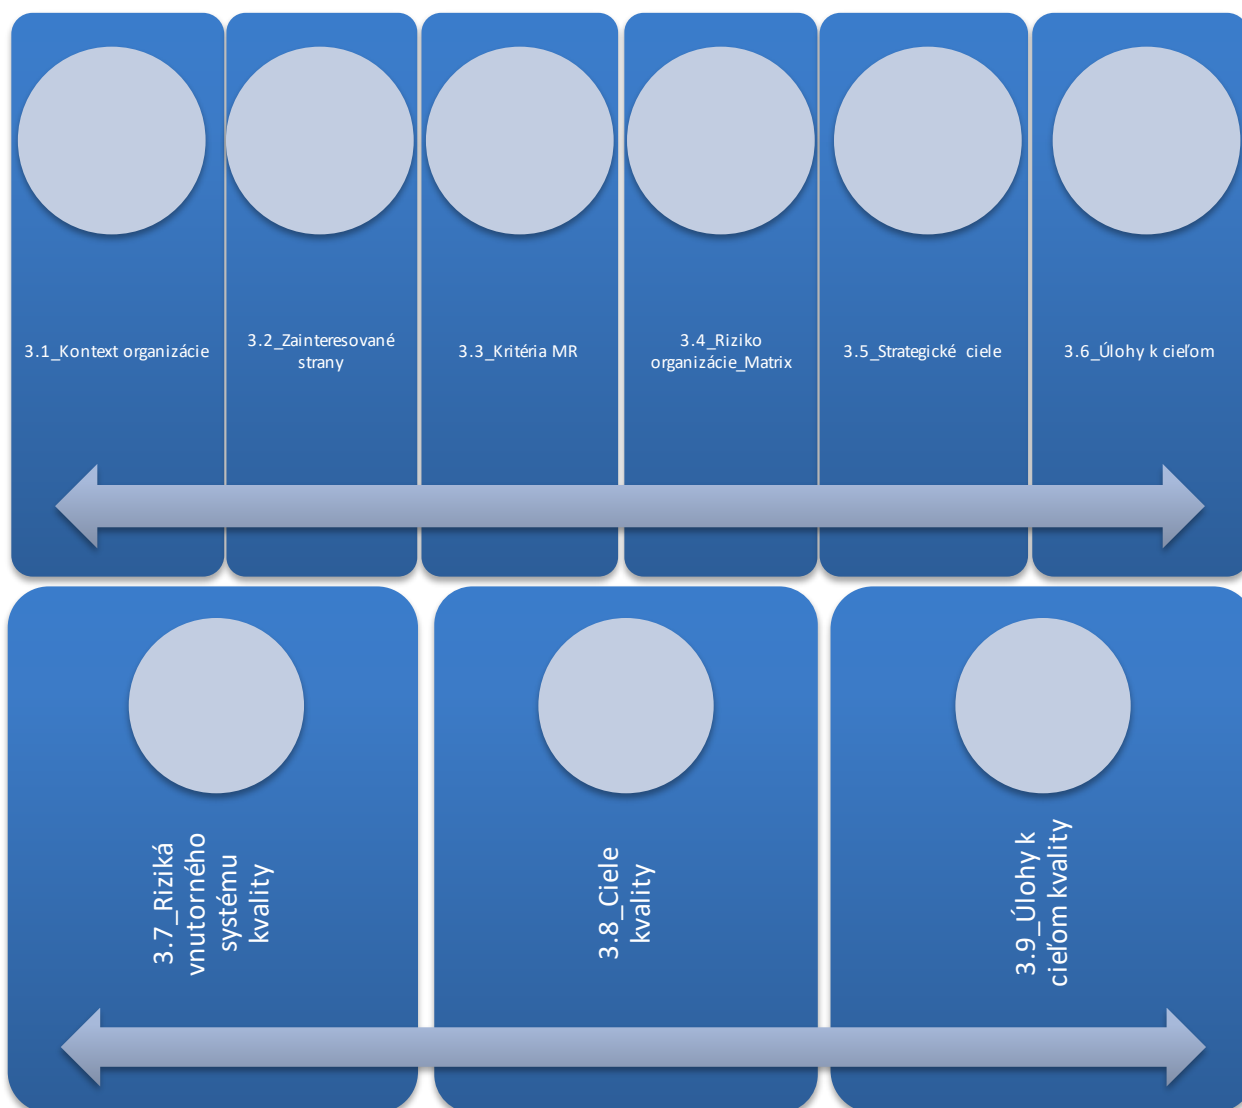 3.1_Kontext organizácie
3.2_Zainteresované
strany
3.3_Kritéria MR
3.4_Riziko
organizácie_Matrix
3.5_Strategické ciele
3.6_Úlohy k cieľom
3.7_Riziká
vnutorného
systému
kvality
3.8_Ciele
kvality
3.9_Úlohy k
cieľom kvality